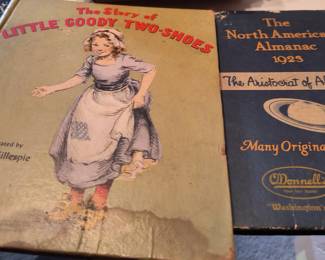 The Story of
LITTLE GOODY TWO-SHOES
Gillespie
The
North America
Almanac
1925
The Aristocrat of A
Many Origina
O'Donnell's
"Washington's